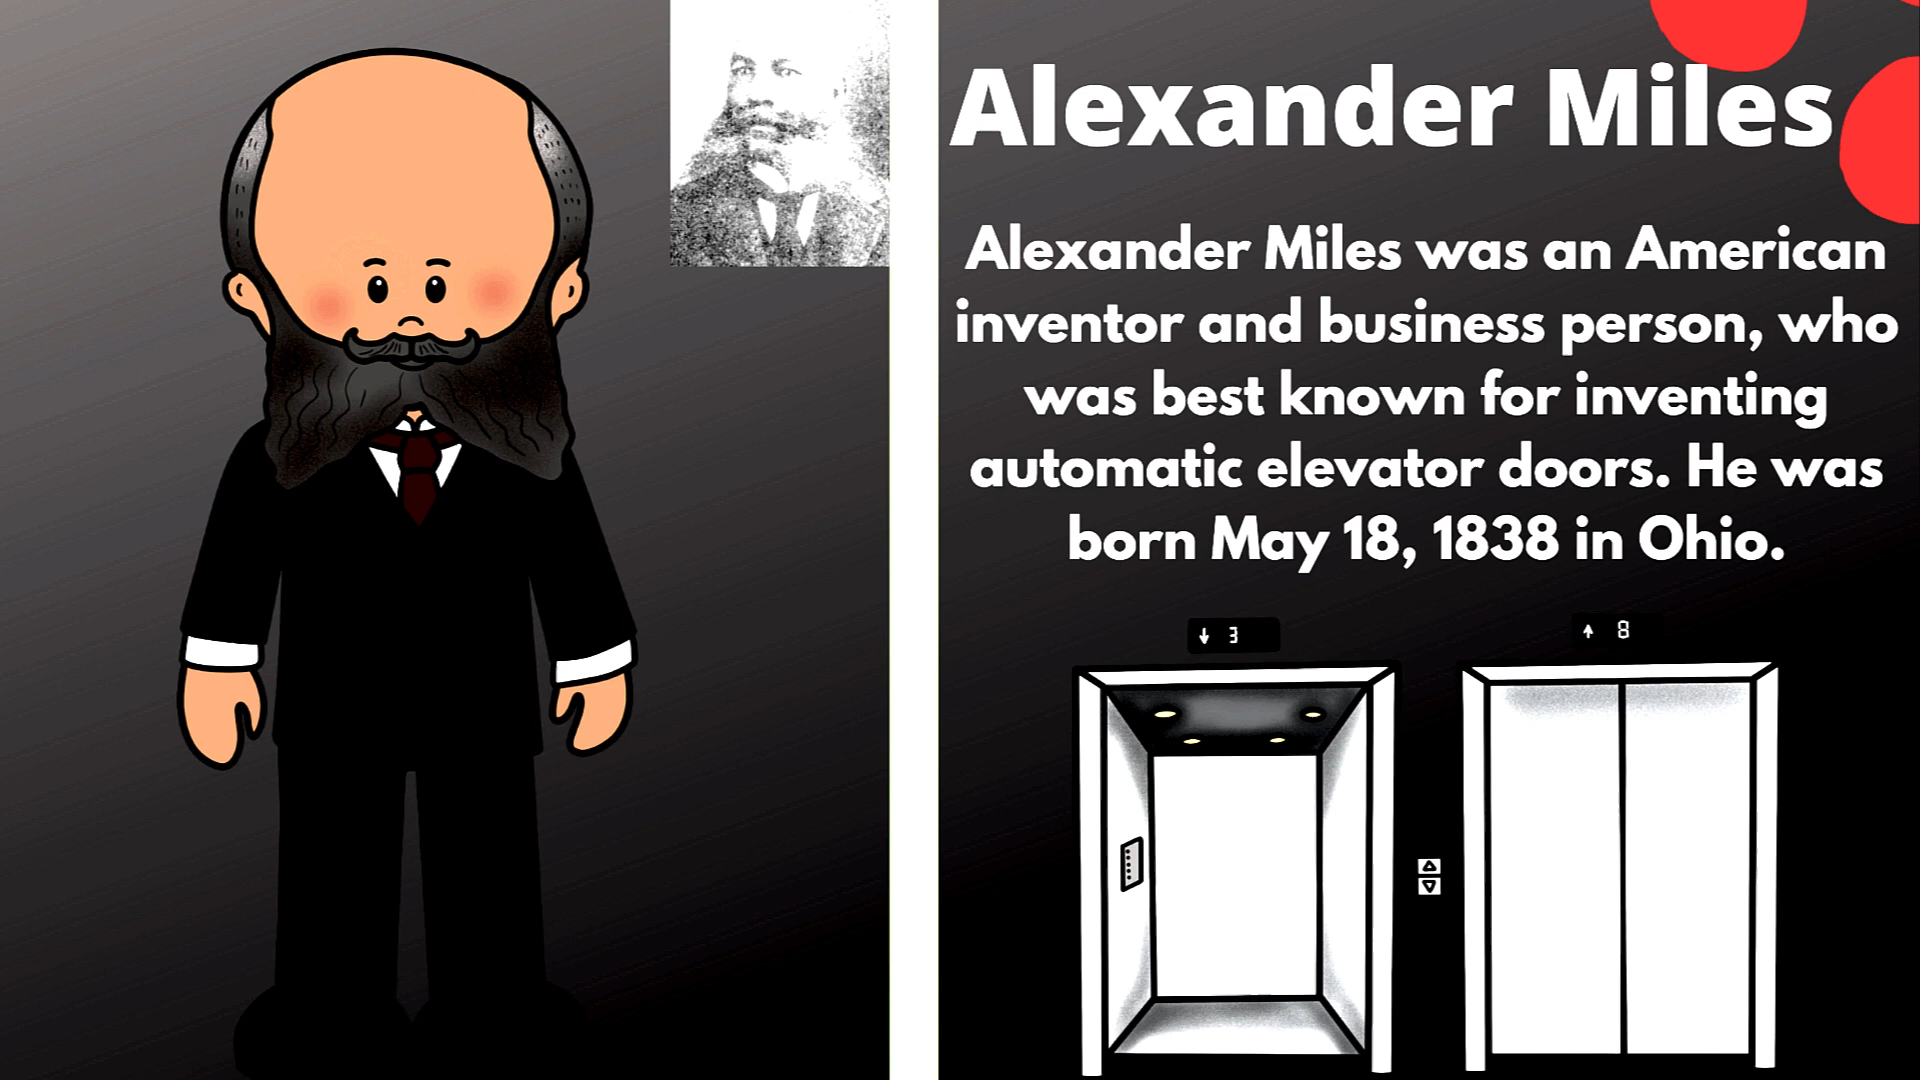 Alexander Miles
Alexander Miles was an American
inventor and business person, who
was best known for inventing
automatic elevator doors. He was
born May 18, 1838 in Ohio.
↓ 3
↑ 8